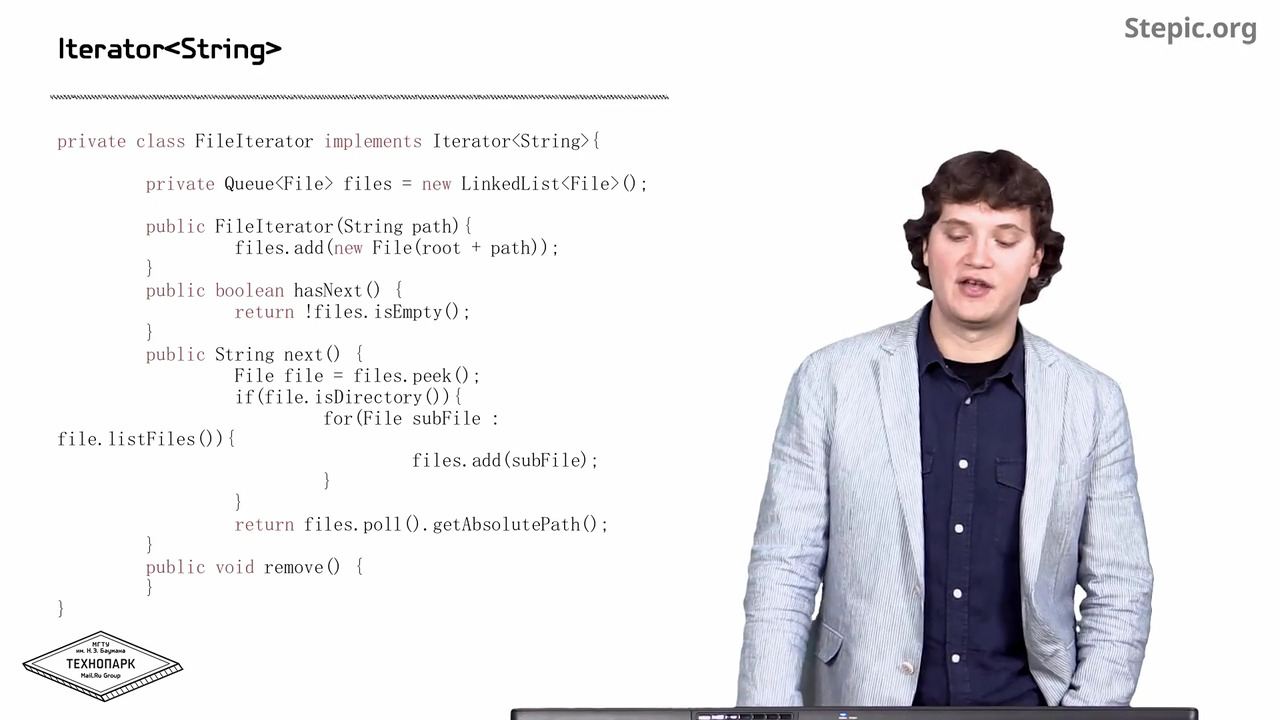 Iterator<String>
Stepic.org
private class FileIterator implements Iterator<String>{
private Queue<File> files = new LinkedList<File>();
public FileIterator(String path){
files.add(new File(root + path));
}
public boolean hasNext() {
return !files.isEmpty();
}
public String next() {
File file = files.peek();
if(file.isDirectory()){
for(File subFile :
file.listFiles()){
files.add(subFile);
}
}
return files.poll().getAbsolutePath();
}
public void remove() {
}
}
МГТУ
им. Н.Э. Баумана
ТЕХНОПАРК
Mail.Ru Group